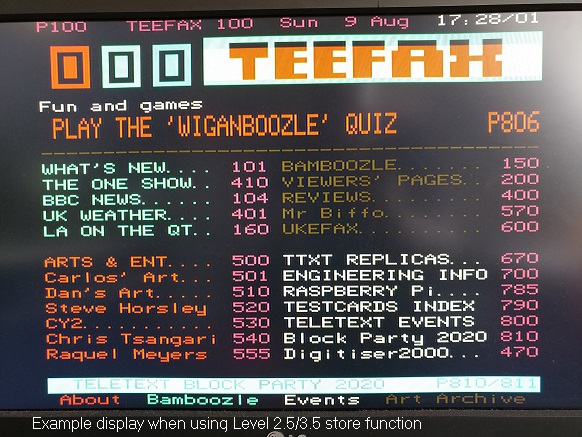 P100 TEEFAX 100 Sun 9 Aug 17:28/01
000 TEEFAX
Fun and games
PLAY THE 'WIGANBOOZLE' QUIZ P806
WHAT'S NEW.... 101 BAMBOOZLE........ 150
THE ONE SHOW.. 410 VIEWERS' PAGES... 200
BBC NEWS...... 104 REVIEWS.......... 400
UK WEATHER.... 401 Mr Biffo......... 570
LA ON THE QT.. 160 UKEFAX........... 600
ARTS & ENT.... 500 TTXT REPLICAS... 670
Carlos' Art... 501 ENGINEERING INFO 700
Dan's Art..... 510 RASPBERRY Pi.... 785
Steve Horsley 520 TESTCARDS INDEX 790
CY2........... 530 TELETEXT EVENTS 800
Chris Tsangari 540 Block Party 2020 810
Raquel Meyers 555 Digitiser2000... 470
TELETEXT BLOCK PARTY 2020 P810/811
About Bamboozle Events Art Archive
Example display when using Level 2.5/3.5 store function